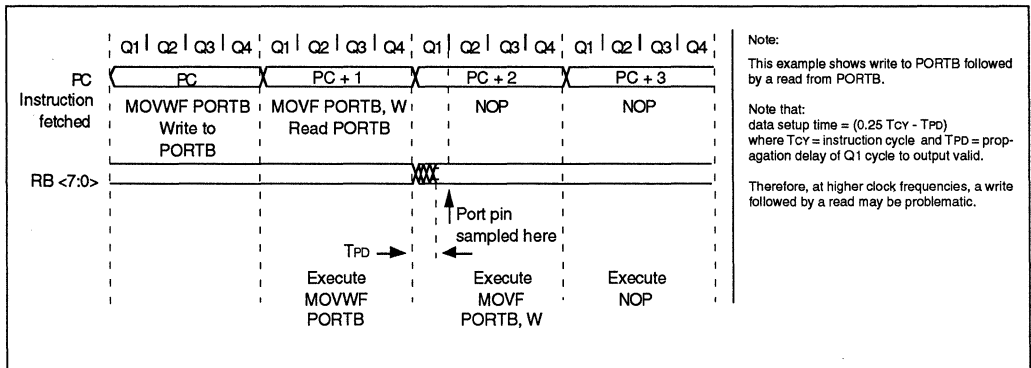 Q1 | Q2 | Q3 | Q4 Q1 | Q2 | Q3 | Q4 Q1 | Q2 | Q3 | Q4 Q1 | Q2 | Q3 | Q4
PC PC PC + 1 PC + 2 PC + 3
Instruction
fetched
MOVWF PORTB MOVF PORTB, W NOP NOP
Write to Read PORTB
PORTB
RB <7:0>
Port pin
sampled here
TPD
Execute Execute Execute
MOVWF MOVF NOP
PORTB PORTB, W
Note:
This example shows write to PORTB followed
by a read from PORTB.
Note that:
data setup time = (0.25 TCY - TPD)
where TCY = instruction cycle and TPD = prop-
agation delay of Q1 cycle to output valid.
Therefore, at higher clock frequencies, a write
followed by a read may be problematic.